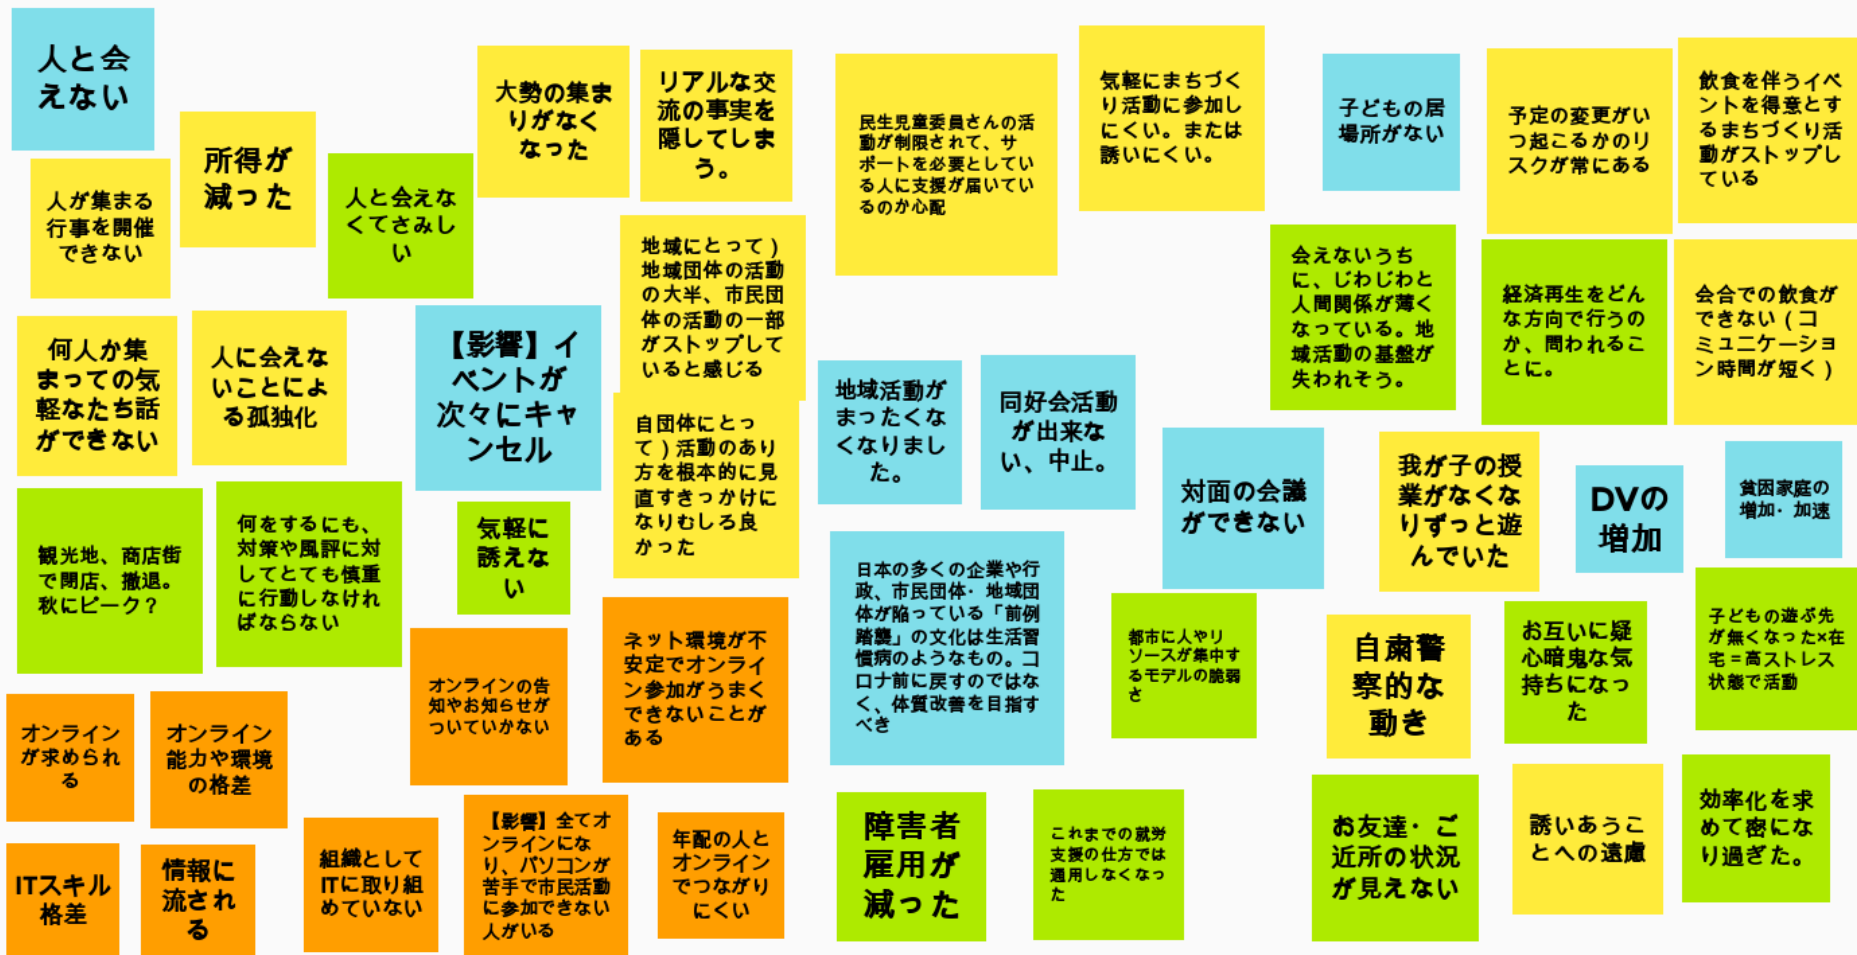 人と会
えない
人が集まる
行事を開催
できない
所得が
減った
人と会えな
くてさみし
い
大勢の集ま
りがなく
なった
リアルな交
流の事実を
隠してしま
う。
民生児童委員さんの活
動が制限されて、サ
ポートを必要としてい
る人に支援が届いてい
るのか心配
気軽にまちづく
り活動に参加し
にくい。または
誘いにくい。
子どもの居
場所がない
予定の変更がい
つ起こるかのリ
スクが常にある
飲食を伴うイベ
ントを得意とす
るまちづくり活
動がストップし
ている
何人か集
まっての気
軽なたち話
ができない
人に会えな
いことによ
る孤独化
【影響】イ
ベントが
次々にキャ
ンセル
地域にとって）
地域団体の活動
の大半、市民団
体の活動の一部
がストップして
いると感じる
自団体にとっ
て）活動のあり
方を根本的に見
直すきっかけに
なりむしろ良
かった
地域活動が
まったくな
くなりまし
た。
同好会活動
が出来な
い、中止。
会えないうち
に、じわじわと
人間関係が薄く
なっている。地
域活動の基盤が
失われそう。
経済再生をどん
な方向で行うの
か、問われるこ
とに。
会合での飲食が
できない（コ
ミュニケーショ
ン時間が短く）
観光地、商店街
で閉店、撤退。
秋にピーク？
何をするにも、
対策や風評に対
してとても慎重
に行動しなけれ
ばならない
気軽に
誘えな
い
対面の会議
ができない
我が子の授
業がなくな
りずっと遊
んでいた
DVの
増加
貧困家庭の
増加・加速
日本の多くの企業や行
政、市民団体・地域団
体が陥っている「前例
踏襲」の文化は生活習
慣病のようなもの。コ
ロナ前に戻すのではな
く、体質改善を目指す
べき
都市に人やリ
ソースが集中す
るモデルの脆弱
さ
自粛警
察的な
動き
お互いに疑
心暗鬼な気
持ちになっ
た
子どもの遊ぶ先
が無くなった×在
宅＝高ストレス
状態で活動
オンライン
が求められ
る
オンライン
能力や環境
の格差
オンラインの告
知やお知らせが
ついていかない
ネット環境が不
安定でオンライ
ン参加がうまく
できないことが
ある
ITスキル
格差
情報に
流され
る
組織として
ITに取り組
めていない
【影響】全てオ
ンラインにな
り、パソコンが
苦手で市民活動
に参加できない
人がいる
年配の人と
オンライン
でつながり
にくい
障害者
雇用が
減った
これまでの就労
支援の仕方では
通用しなくなっ
た
お友達・ご
近所の状況
が見えない
誘いあうこ
とへの遠慮
効率化を求
めて密にな
り過ぎた。